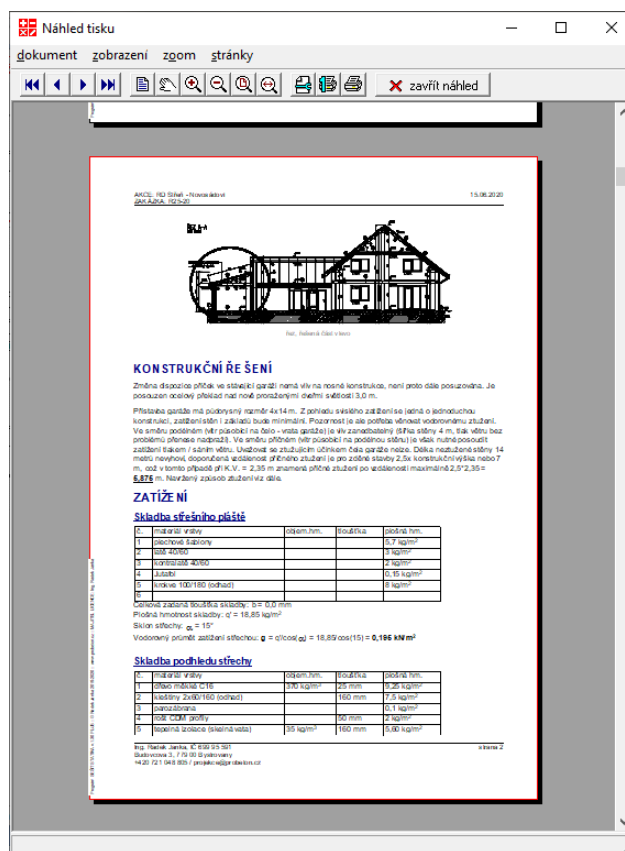 Náhled tisku
dokument zobrazení zoom stránky
zavřít náhled
AKCE: RD Střeň - Novosádovi 15.06.2020
ZAKÁZKA: R25-20
řez, řešená část vlevo
KONSTRUKČNÍ ŘEŠENÍ
Změna dispozice příček ve stávající garáži nemá vliv na nosné konstrukce, není proto dále posuzována. Je
posouzen ocelový překlad nad nově proraženými dveřmi světlosti 3,0 m.
Přístavba garáže má půdorysný rozměr 4x14 m. Z pohledu svislého zatížení se jedná o jednoduchou
konstrukci, zatížení stěn i základů bude minimální. Pozornost je ale potřeba věnovat vodorovnému ztužení.
Ve směru podélném (vítr působící na čelo - vrata garáže) je vliv zanedbatelný (šířka stěny 4 m, tlak větru bez
problémů přenese nadpraží). Ve směru příčném (vítr působící na podélnou stěnu) je však nutné posoudit
zatížení tlakem / sáním větru. Uvažovat se ztužujícím účinkem čela garáže nelze. Délka neztužené stěny 14
metrů nevyhoví, doporučená vzdálenost příčného ztužení je pro zděné stavby 2,5x konstrukční výška nebo 7
m, což v tomto případě při K.V. = 2,35 m znamená příčné ztužení po vzdálenosti maximálně 2,5*2,35=
5,875 m. Navržený způsob ztužení viz dále.
ZATÍŽENÍ
Skladba střešního pláště
č. materiál vrstvy objem.hm. tloušťka plošná hm.
1 plechové šablony 5,7 kg/m²
2 latě 40/60 3 kg/m²
3 kontralatě 40/60 2 kg/m²
4 Jutafol 0,15 kg/m²
5 krokve 100/180 (odhad) 8 kg/m²
6
Celková zadaná tloušťka skladby: b = 0,0 mm
Plošná hmotnost skladby: q' = 18,85 kg/m²
Sklon střechy: α = 15°
Vodorovný průmět zatížení střechou: g = q'/cos(α) = 18,85/cos(15) = 0,195 kN/m²
Skladba podhledu střechy
č. materiál vrstvy objem.hm. tloušťka plošná hm.
1 dřevo měkké C16 370 kg/m³ 25 mm 9,25 kg/m²
2 kleštiny 2x60/160 (odhad) 160 mm 7,5 kg/m²
3 parozábrana 0,1 kg/m²
4 rošt CDM profily 50 mm 2 kg/m²
5 tepelná izolace (skelná vata) 35 kg/m³ 160 mm 5,60 kg/m²
Ing. Radek Janka, IČ 699 95 591 strana 2
Budovcova 3, 779 00 Bystrovany
+420 721 048 805 / projekce@probeton.cz